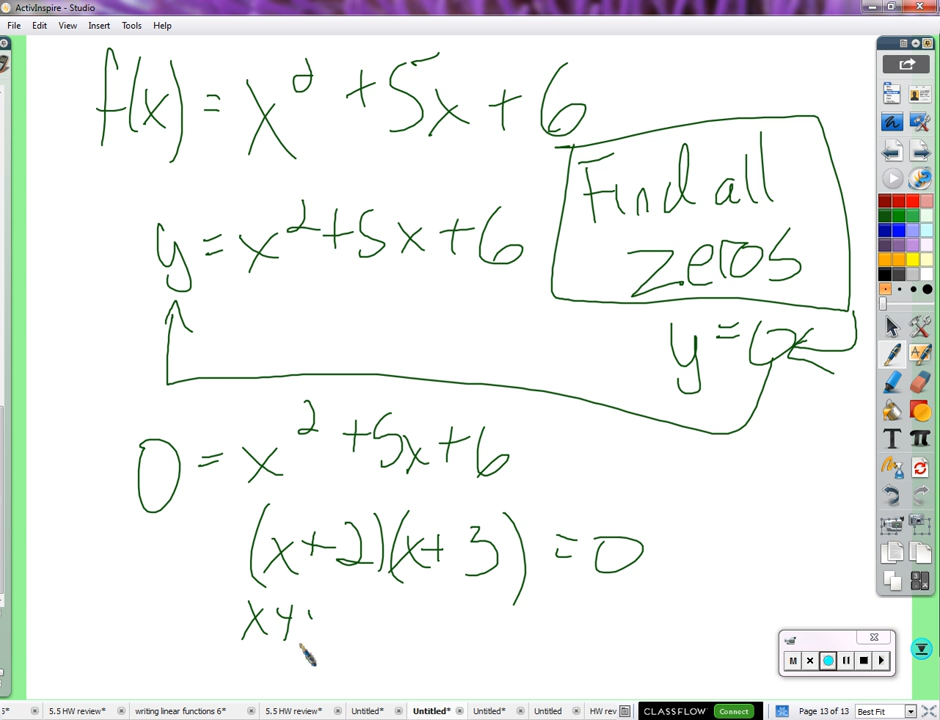 ActivInspire - Studio
File Edit View Insert Tools Help
f(x) = x² + 5x + 6
Find all
zeros
y = x² + 5x + 6
y = 0
0 = x² + 5x + 6
(x + 2)(x + 3) = 0
x +
5.5 HW review* writing linear functions 6* 5.5 HW review* Untitled* Untitled* Untitled* Untitled HW rev CLASSFLOW Connect Page 13 of 13 Best Fit